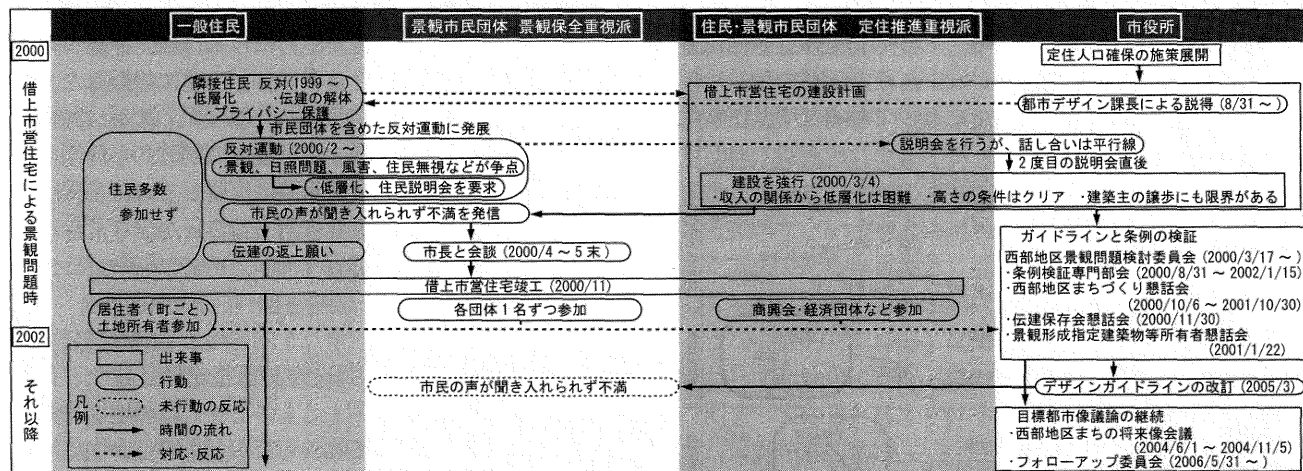 一般住民
景観市民団体 景観保全重視派
住民・景観市民団体 定住推進重視派
市役所
2000
借上市営住宅による景観問題時
2002
それ以降
定住人口確保の施策展開
隣接住民 反対(1999～)
・低層化 ・伝建の解体
・プライバシー保護
借上市営住宅の建設計画
都市デザイン課長による説得(8/31～)
市民団体を含めた反対運動に発展
住民多数
参加せず
反対運動(2000/2～)
・景観、日照問題、風害、住民無視などが争点
・低層化、住民説明会を要求
説明会を行うが、話し合いは平行線
2度目の説明会直後
建設を強行(2000/3/4)
・収入の関係から低層化は困難 ・高さの条件はクリア ・建築主の譲歩にも限界がある
市民の声が聞き入れられず不満を発信
伝建の返上願い
市長と会談(2000/4～5末)
ガイドラインと条例の検証
西部地区景観問題検討委員会(2000/3/17～)
・条例検証専門部会(2000/8/31～2002/1/15)
・西部地区まちづくり懇話会
(2000/10/6～2001/10/30)
・伝建保存会懇話会(2000/11/30)
・景観形成指定建築物等所有者懇話会
(2001/1/22)
借上市営住宅竣工(2000/11)
居住者(町ごと)
土地所有者参加
各団体1名ずつ参加
商興会・経済団体など参加
凡例
出来事
行動
未行動の反応
時間の流れ
対応・反応
市民の声が聞き入れられず不満
デザインガイドラインの改訂(2005/3)
目標都市像議論の継続
・西部地区まちの将来像会議
(2004/6/1～2004/11/5)
・フォローアップ委員会(2006/5/31～)